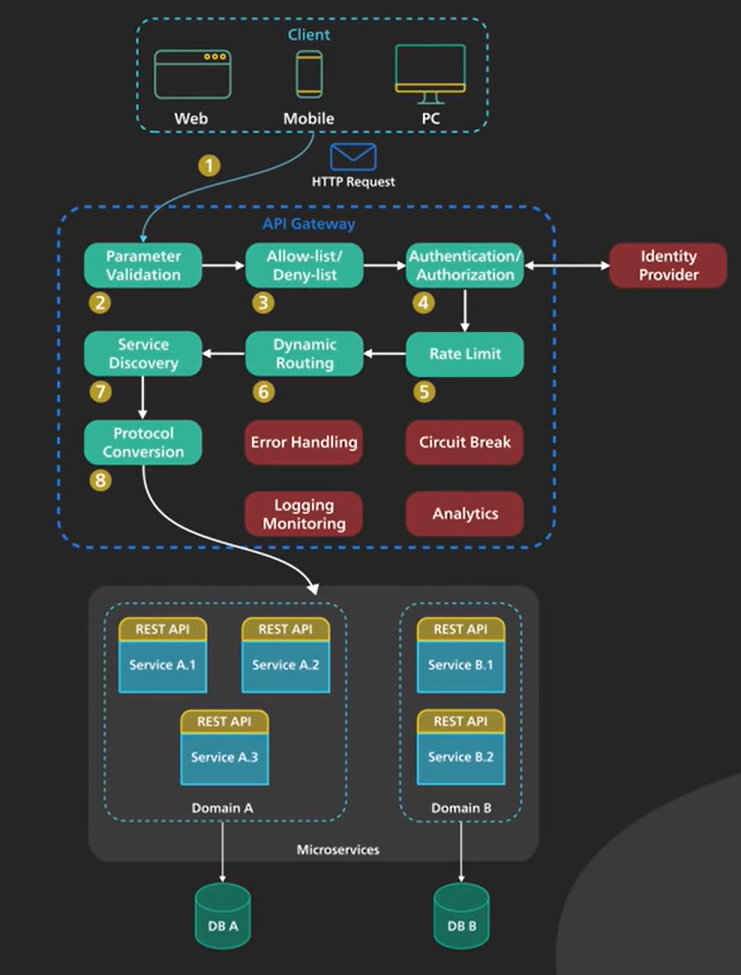 Client
Web
Mobile
PC
1
HTTP Request
API Gateway
Parameter
Validation
2
Allow-list/
Deny-list
3
Authentication/
Authorization
4
Identity
Provider
Service
Discovery
7
Dynamic
Routing
6
Rate Limit
5
Protocol
Conversion
8
Error Handling
Circuit Break
Logging
Monitoring
Analytics
REST API
Service A.1
REST API
Service A.2
REST API
Service B.1
REST API
Service A.3
REST API
Service B.2
Domain A
Domain B
Microservices
DB A
DB B